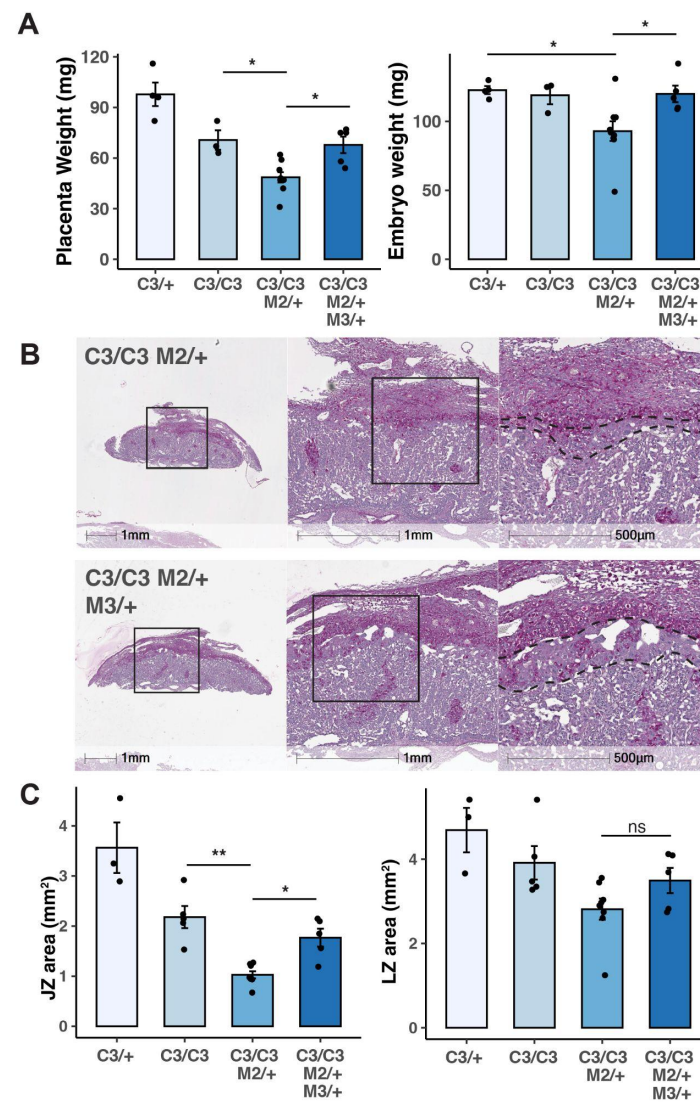 A
Placenta Weight (mg)
120
90
60
30
0
*
*
C3/+
C3/C3
C3/C3
M2/+
C3/C3
M2/+
M3/+
Embryo weight (mg)
100
50
0
*
*
C3/+
C3/C3
C3/C3
M2/+
C3/C3
M2/+
M3/+
B
C3/C3 M2/+
1mm
1mm
500μm
C3/C3 M2/+
M3/+
1mm
1mm
500μm
C
JZ area (mm²)
4
3
2
1
0
**
*
C3/+
C3/C3
C3/C3
M2/+
C3/C3
M2/+
M3/+
LZ area (mm²)
4
2
0
ns
C3/+
C3/C3
C3/C3
M2/+
C3/C3
M2/+
M3/+